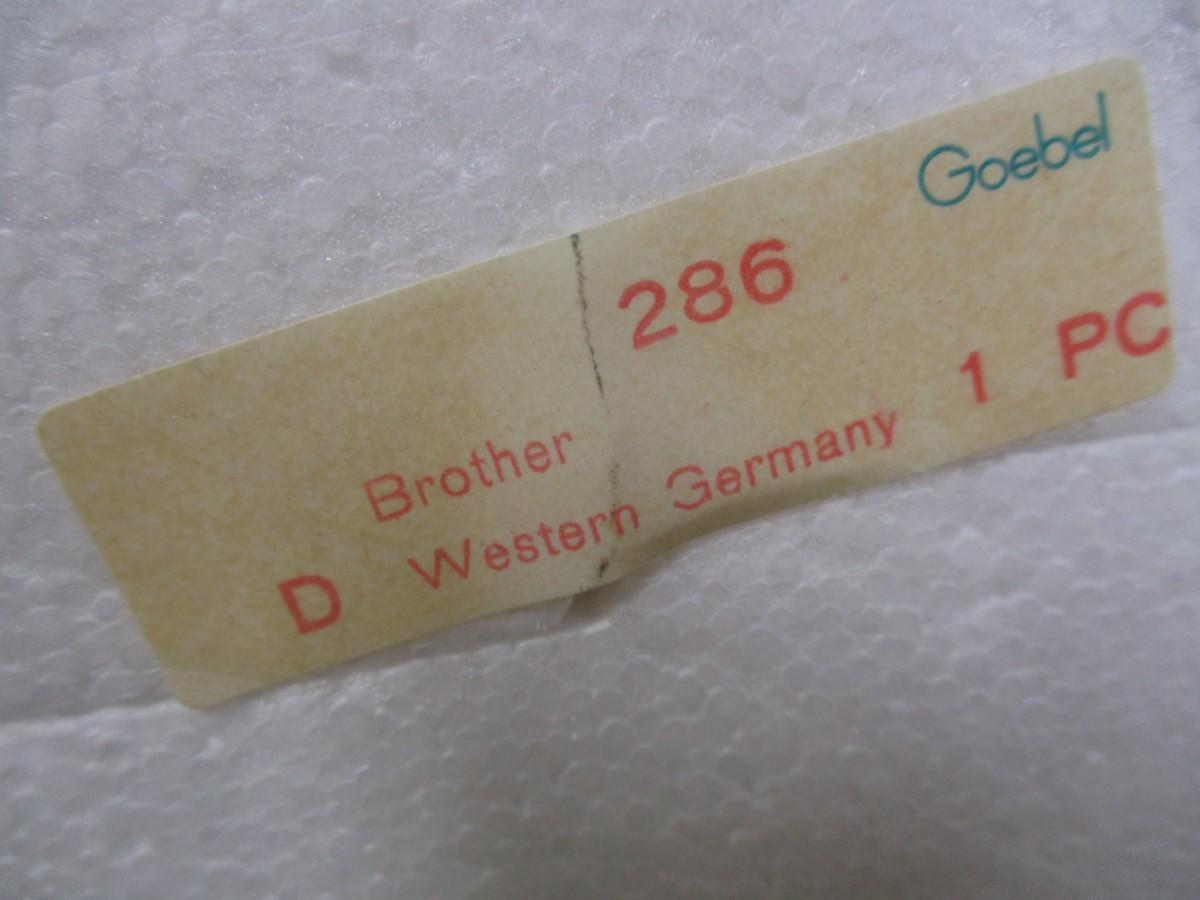 Goebel
286
Brother
D Western Germany 1 PC